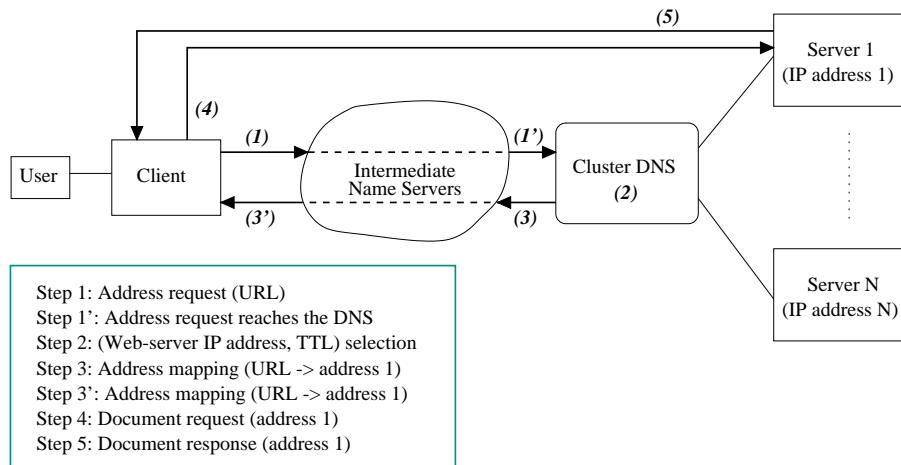 (5)
Server 1
(IP address 1)
(4)
(1)
(1’)
User
Client
Intermediate
Name Servers
Cluster DNS
(2)
(3’)
(3)
Server N
(IP address N)
Step 1: Address request (URL)
Step 1’: Address request reaches the DNS
Step 2: (Web-server IP address, TTL) selection
Step 3: Address mapping (URL -> address 1)
Step 3’: Address mapping (URL -> address 1)
Step 4: Document request (address 1)
Step 5: Document response (address 1)